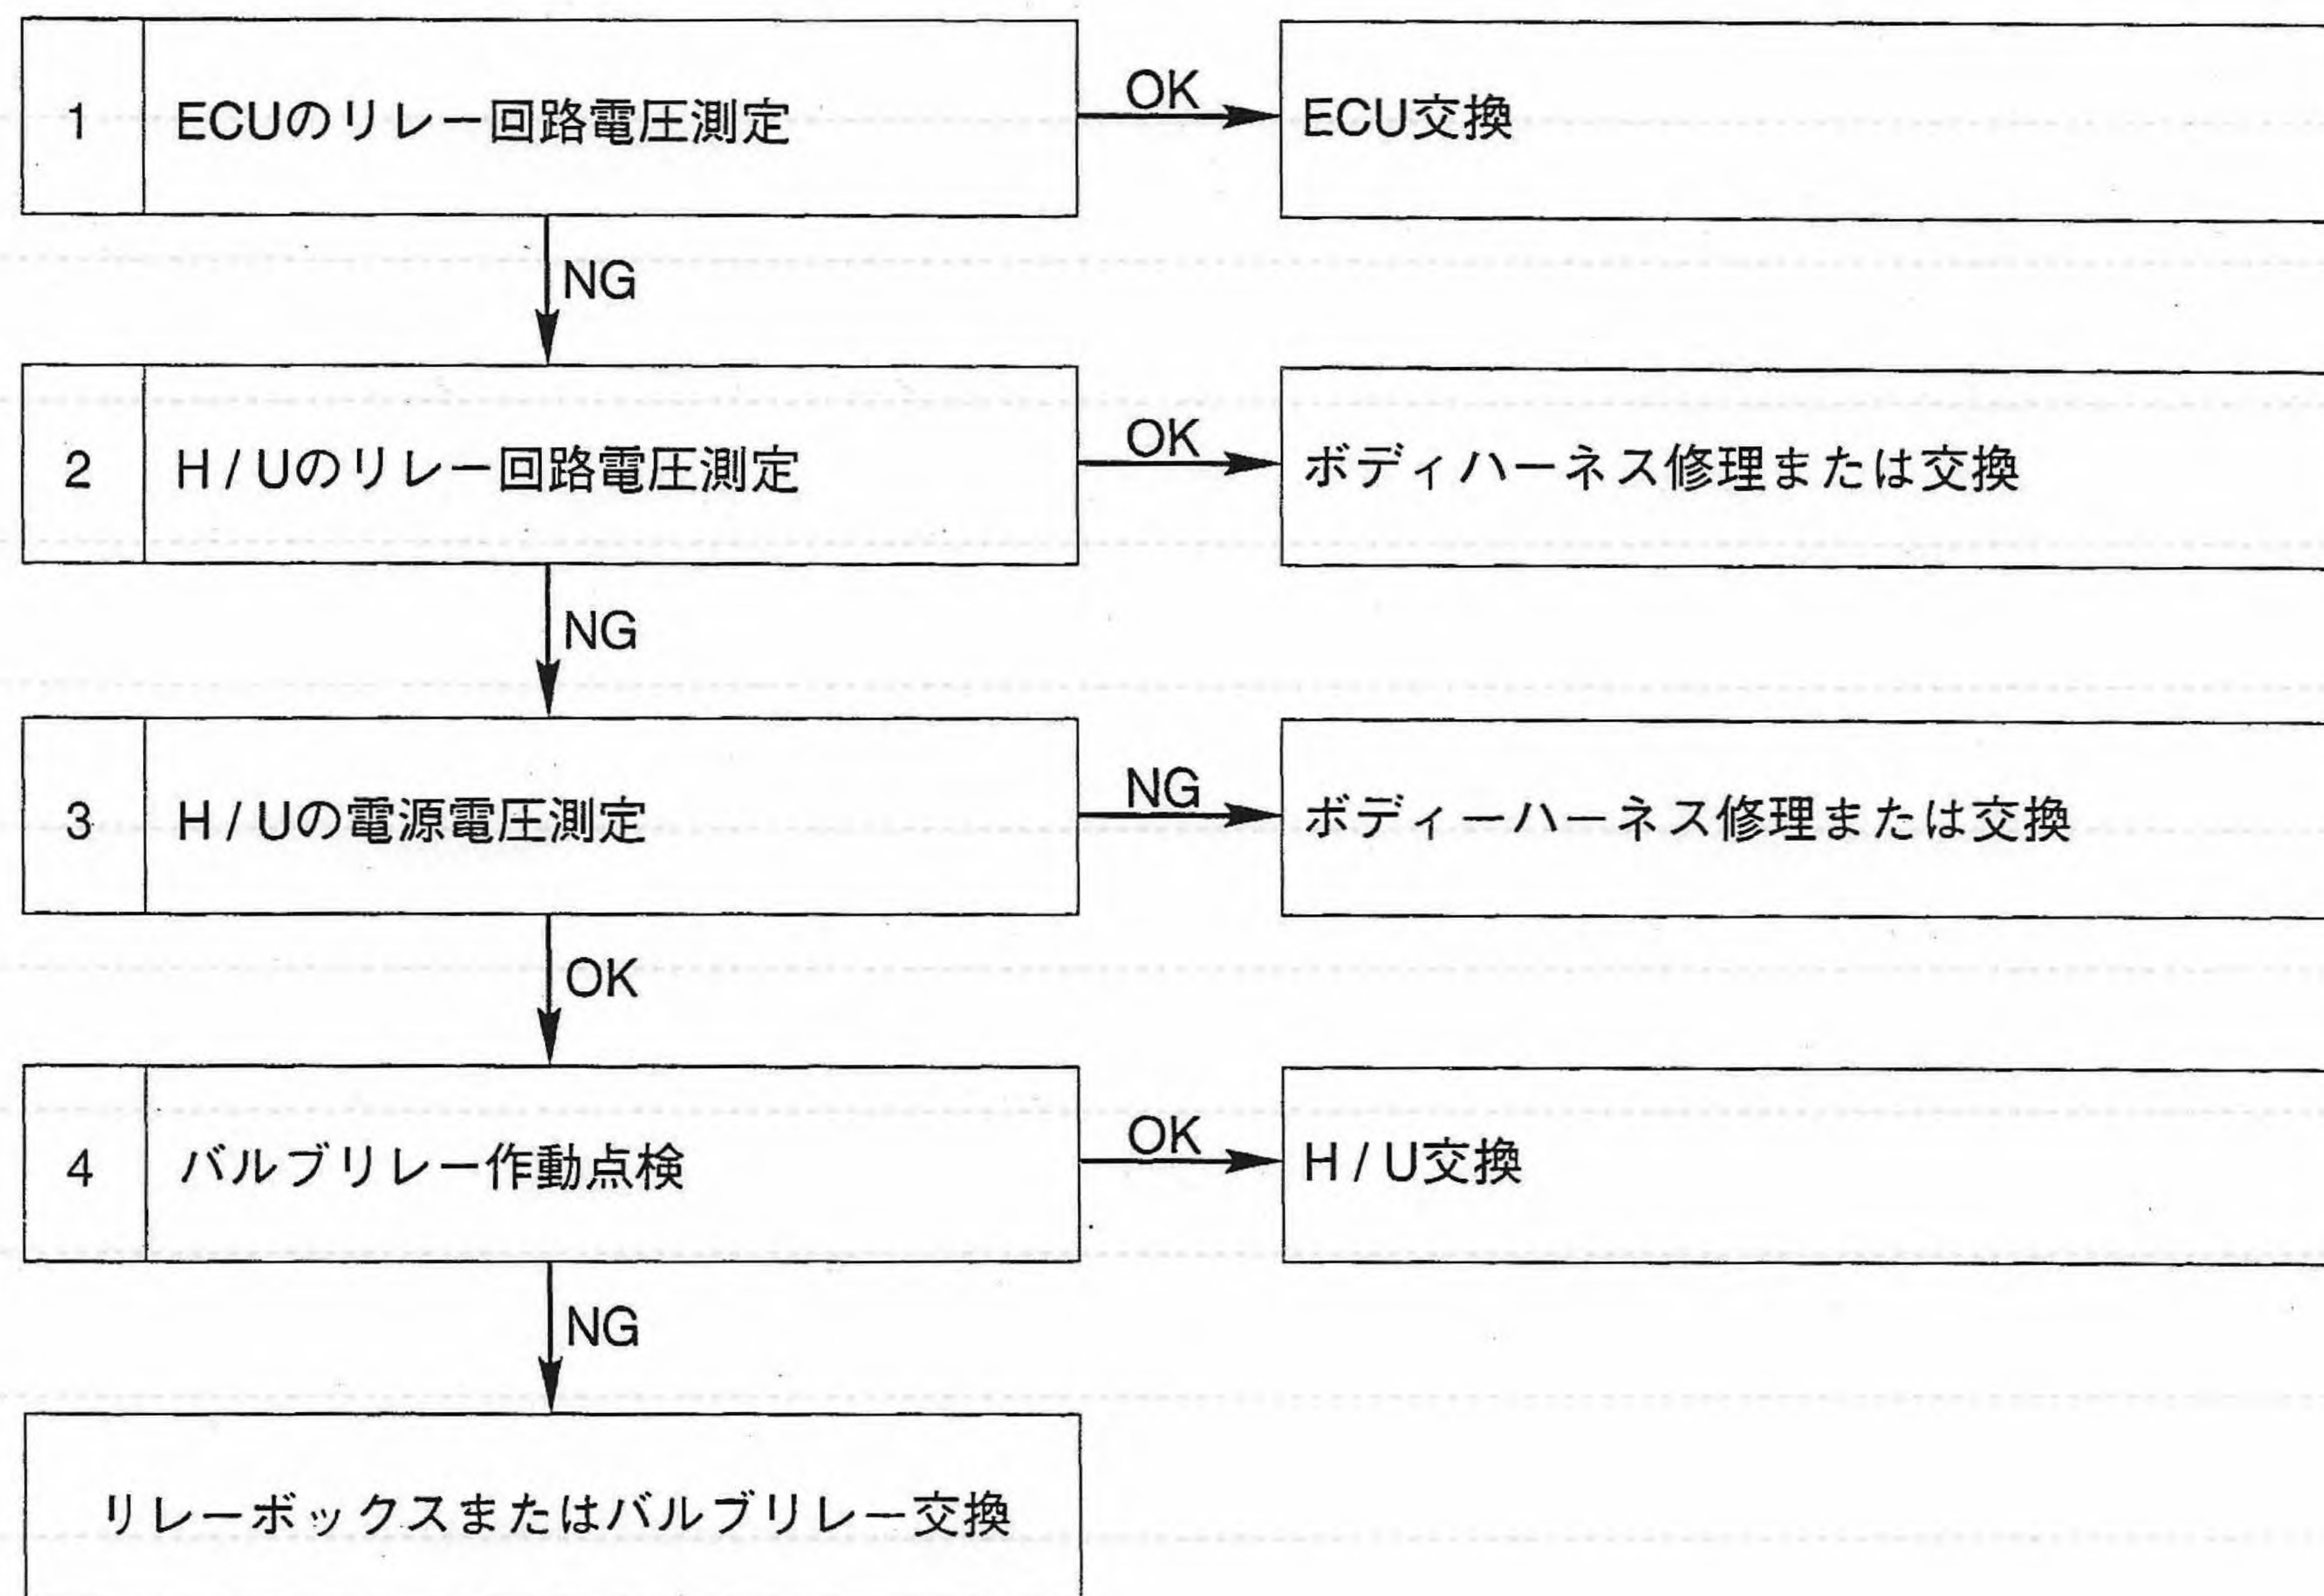 1 ECUのリレー回路電圧測定 OK ECU交換
NG
2 H/Uのリレー回路電圧測定 OK ボディハーネス修理または交換
NG
3 H/Uの電源電圧測定 NG ボディーハーネス修理または交換
OK
4 バルブリレー作動点検 OK H/U交換
NG
リレーボックスまたはバルブリレー交換